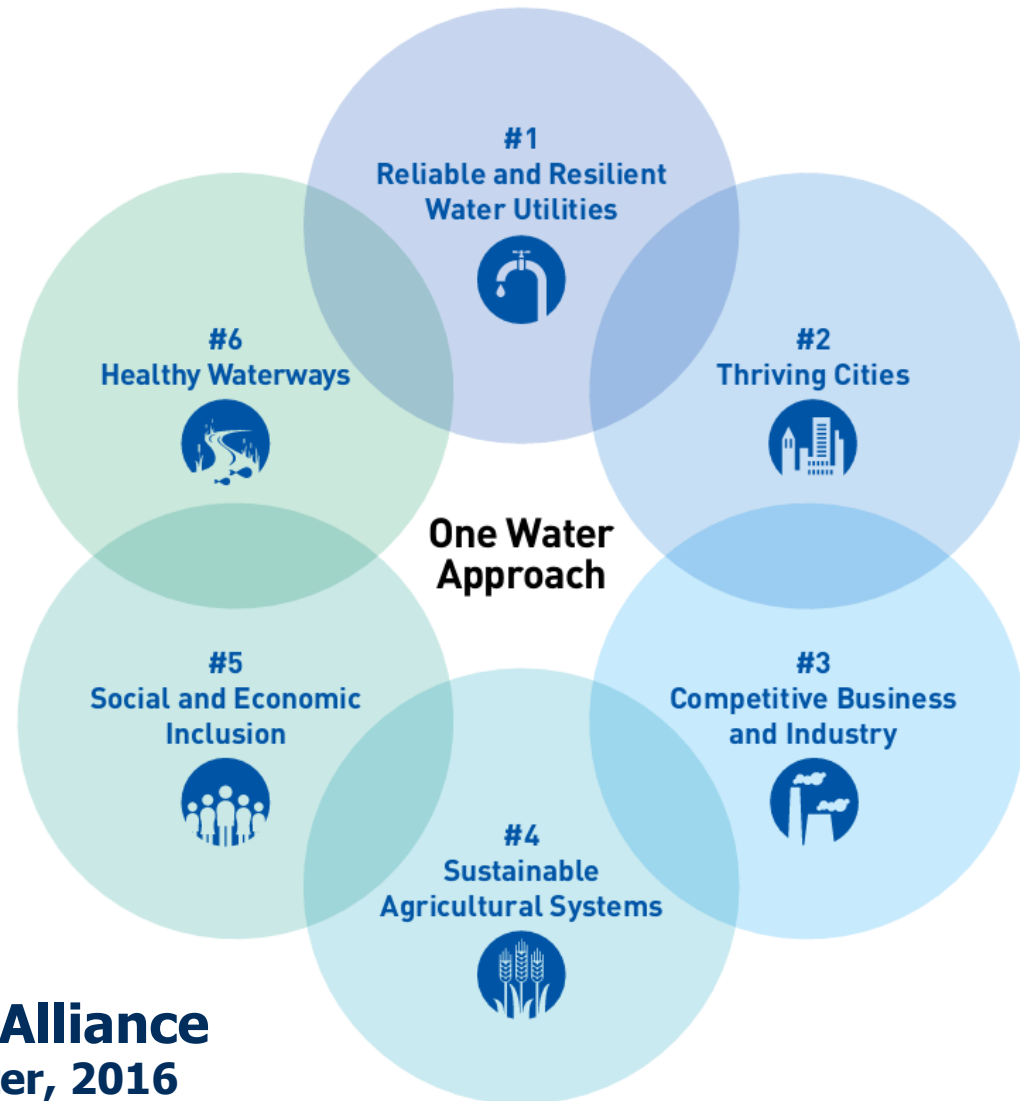 #1
Reliable and Resilient
Water Utilities
#2
Thriving Cities
#6
Healthy Waterways
One Water
Approach
#3
Competitive Business
and Industry
#5
Social and Economic
Inclusion
#4
Sustainable
Agricultural Systems
Alliance
er, 2016